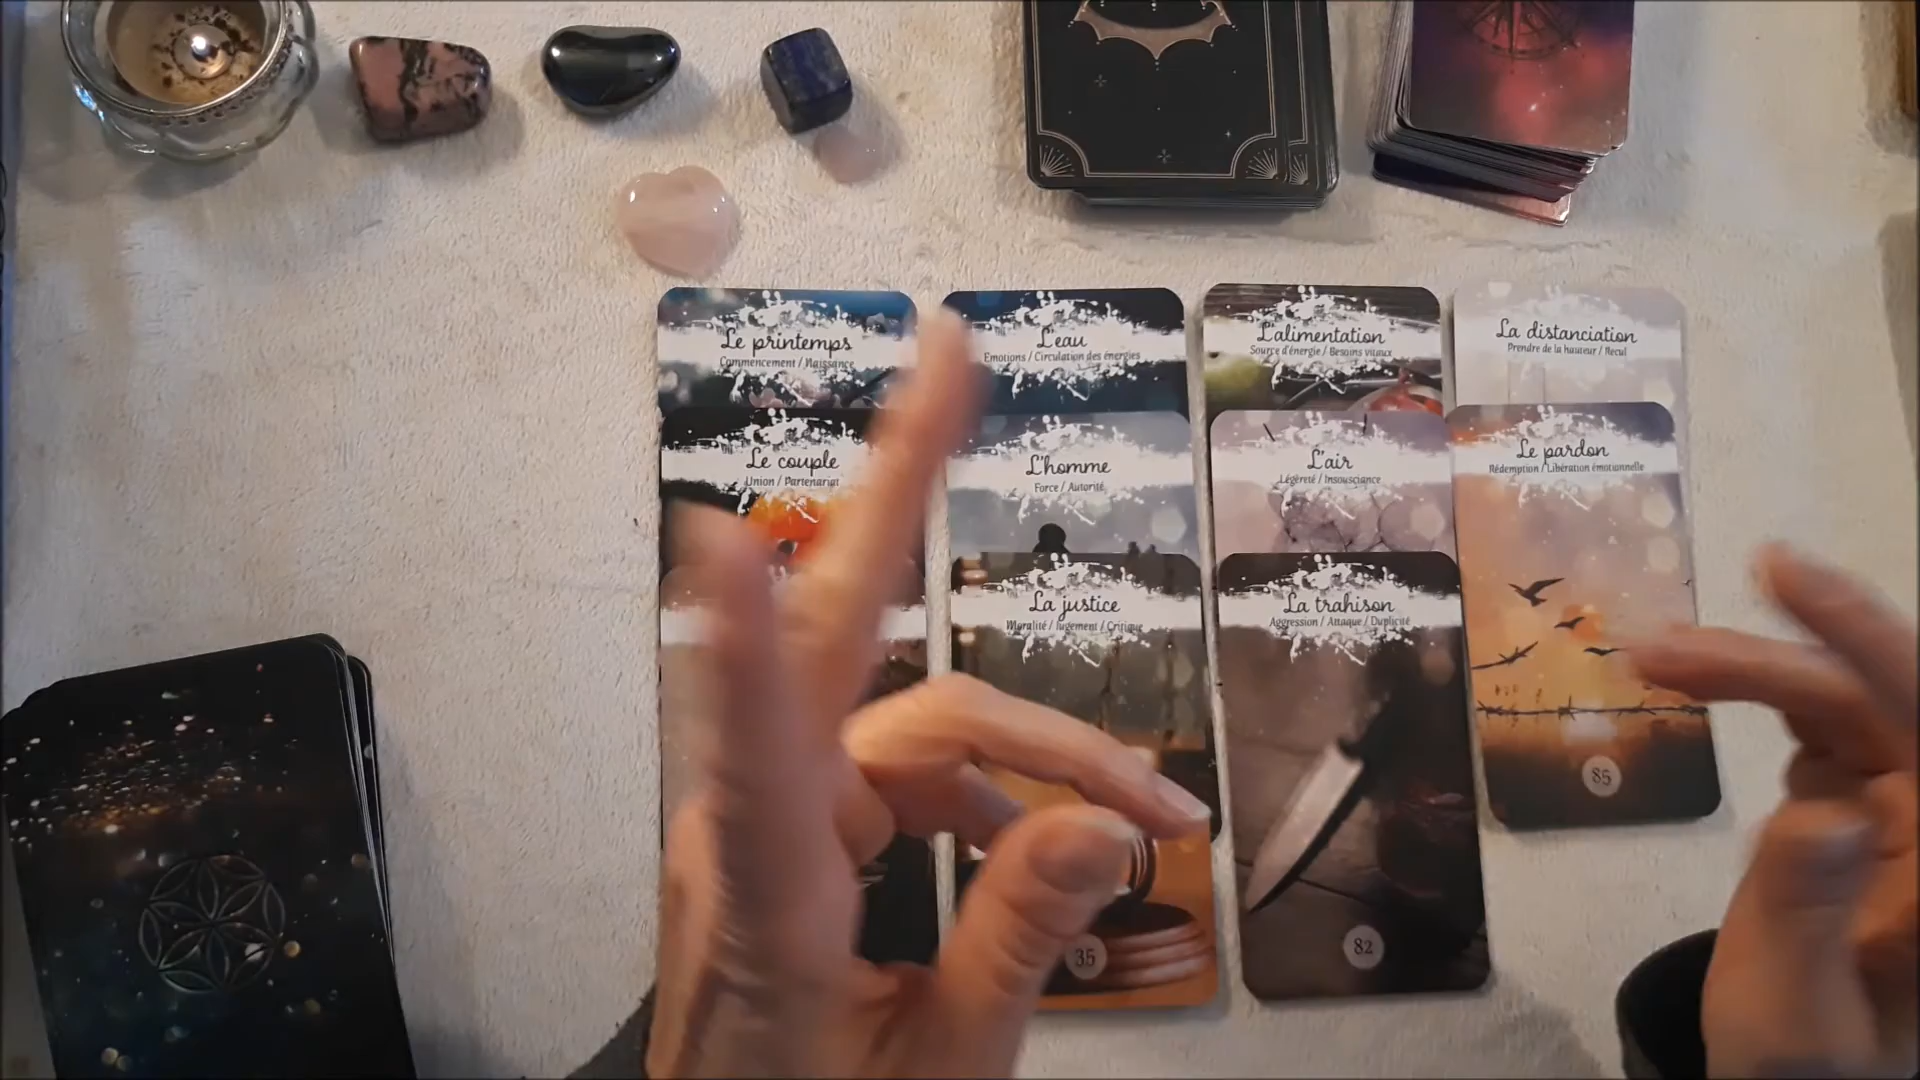 Le printemps
Commencement / Naissance
L'eau
Emotions / Circulation des énergies
L'alimentation
Source d'énergie / Besoins vitaux
La distanciation
Prendre de la hauteur / Recul
Le couple
Union / Partenariat
L'homme
Force / Autorité
L'air
Légèreté / Insousciance
Le pardon
Rédemption / Libération émotionnelle
La justice
Moralité / Jugement / Critique
La trahison
Aggression / Attaque / Duplicité
85
35
82